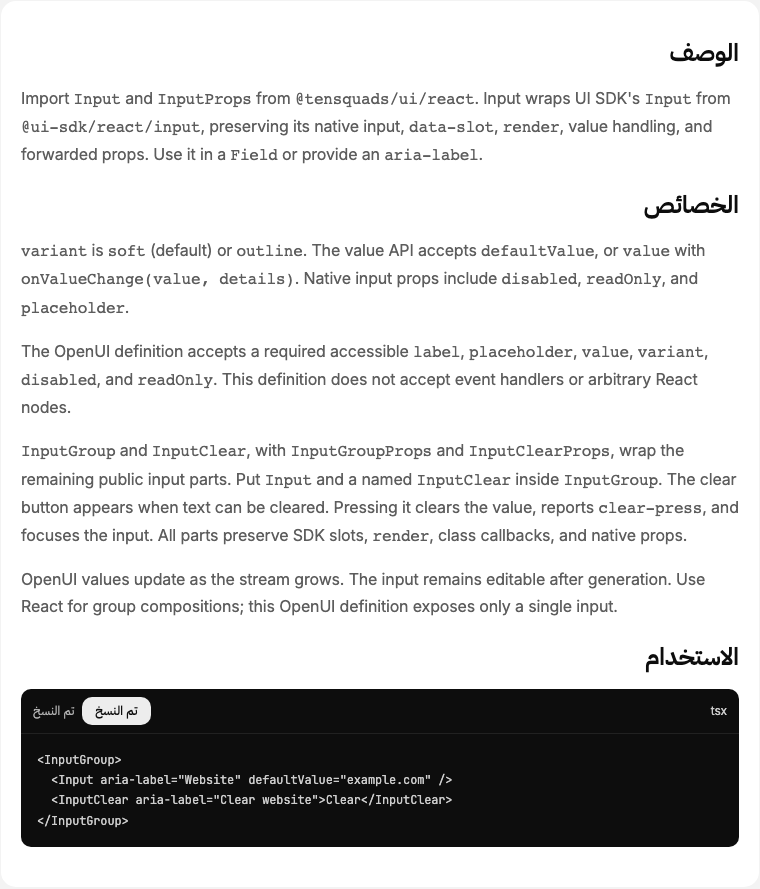 الوصف
Import Input and InputProps from @tensquads/ui/react. Input wraps UI SDK's Input from
@ui-sdk/react/input, preserving its native input, data-slot, render, value handling, and
forwarded props. Use it in a Field or provide an aria-label.
الخصائص
variant is soft (default) or outline. The value API accepts defaultValue, or value with
onValueChange(value, details). Native input props include disabled, readOnly, and
placeholder.
The OpenUI definition accepts a required accessible label, placeholder, value, variant,
disabled, and readOnly. This definition does not accept event handlers or arbitrary React
nodes.
InputGroup and InputClear, with InputGroupProps and InputClearProps, wrap the
remaining public input parts. Put Input and a named InputClear inside InputGroup. The clear
button appears when text can be cleared. Pressing it clears the value, reports clear-press, and
focuses the input. All parts preserve SDK slots, render, class callbacks, and native props.
OpenUI values update as the stream grows. The input remains editable after generation. Use
React for group compositions; this OpenUI definition exposes only a single input.
الاستخدام
tsx
تم النسخ
تم النسخ
<InputGroup>
  <Input aria-label="Website" defaultValue="example.com" />
  <InputClear aria-label="Clear website">Clear</InputClear>
</InputGroup>